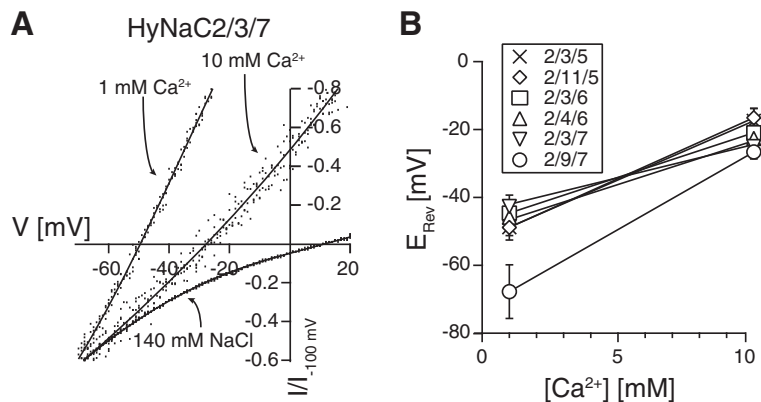 A
HyNaC2/3/7
1 mM Ca²⁺
10 mM Ca²⁺
V [mV]
-0.8
-0.6
-0.4
-0.2
-60
-40
-20
20
-0.2
-0.4
-0.6
140 mM NaCl
I/I-100 mV
B
2/3/5
2/11/5
2/3/6
2/4/6
2/3/7
2/9/7
0
-20
-40
-60
-80
ERev [mV]
0
5
10
[Ca²⁺] [mM]